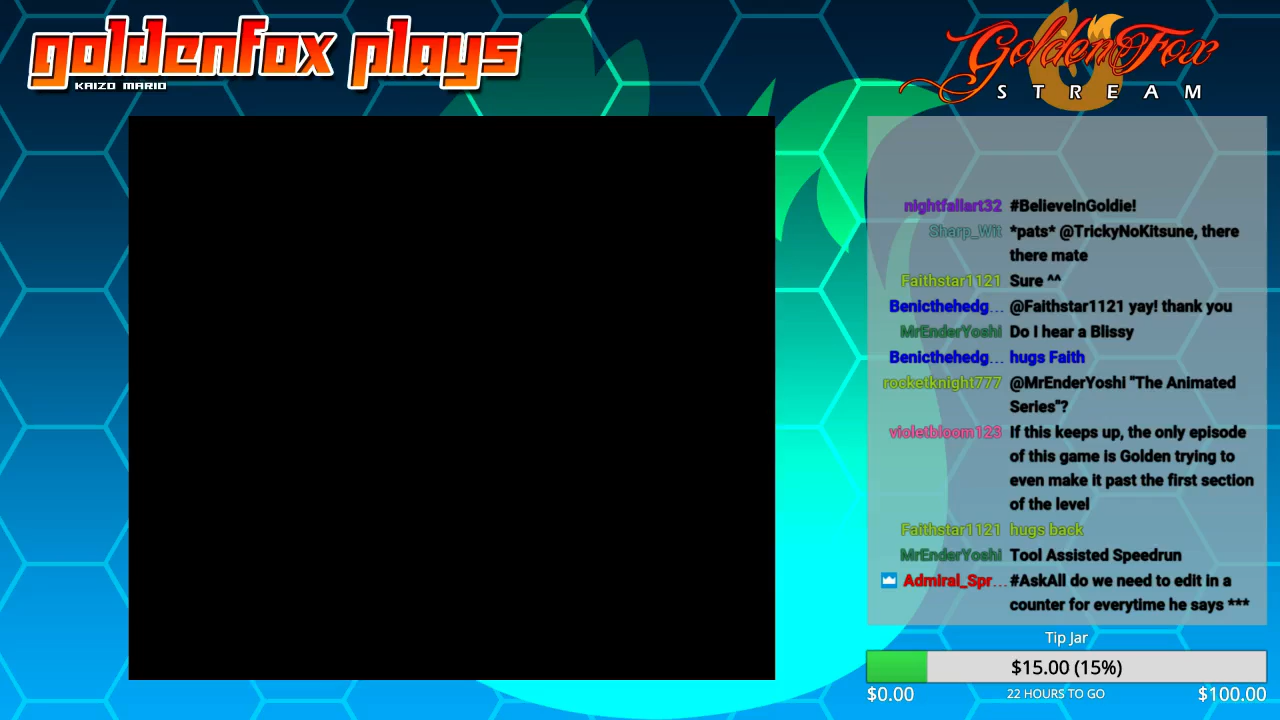 goldenfox plays
KAIZO MARIO
GoldenFox
STREAM
nightfallart32 #BelieveInGoldie!
Sharp_Wit *pats* @TrickyNoKitsune, there
there mate
Faithstar1121 Sure ^^
Benicthehedg... @Faithstar1121 yay! thank you
MrEnderYoshi Do I hear a Blissy
Benicthehedg... hugs Faith
rocketknight777 @MrEnderYoshi "The Animated
Series"?
violetbloom123 If this keeps up, the only episode
of this game is Golden trying to
even make it past the first section
of the level
Faithstar1121 hugs back
MrEnderYoshi Tool Assisted Speedrun
Admiral_Spr... #AskAll do we need to edit in a
counter for everytime he says ***
Tip Jar
$15.00 (15%)
$0.00 22 HOURS TO GO $100.00